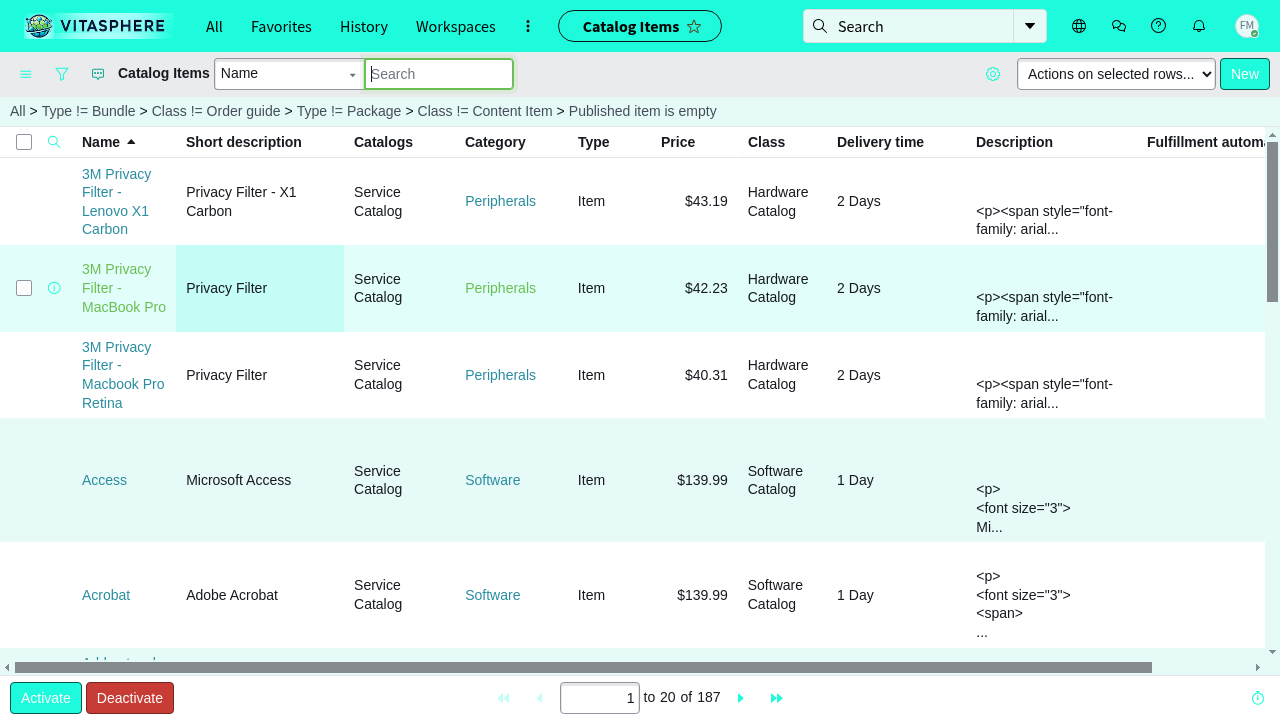 VITASPHERE
All Favorites History Workspaces Catalog Items Search FM
Catalog Items Name Search Actions on selected rows... New
All > Type != Bundle > Class != Order guide > Type != Package > Class != Content Item > Published item is empty
Name Short description Catalogs Category Type Price Class Delivery time Description Fulfillment automa
3M Privacy
Filter -
Lenovo X1
Carbon
Privacy Filter - X1
Carbon
Service
Catalog
Peripherals
Item
$43.19
Hardware
Catalog
2 Days
<p><span style="font-
family: arial...
3M Privacy
Filter -
MacBook Pro
Privacy Filter
Service
Catalog
Peripherals
Item
$42.23
Hardware
Catalog
2 Days
<p><span style="font-
family: arial...
3M Privacy
Filter -
Macbook Pro
Retina
Privacy Filter
Service
Catalog
Peripherals
Item
$40.31
Hardware
Catalog
2 Days
<p><span style="font-
family: arial...
Access
Microsoft Access
Service
Catalog
Software
Item
$139.99
Software
Catalog
1 Day
<p>
<font size="3">
Mi...
Acrobat
Adobe Acrobat
Service
Catalog
Software
Item
$139.99
Software
Catalog
1 Day
<p>
<font size="3">
<span>
...
Activate Deactivate 1 to 20 of 187